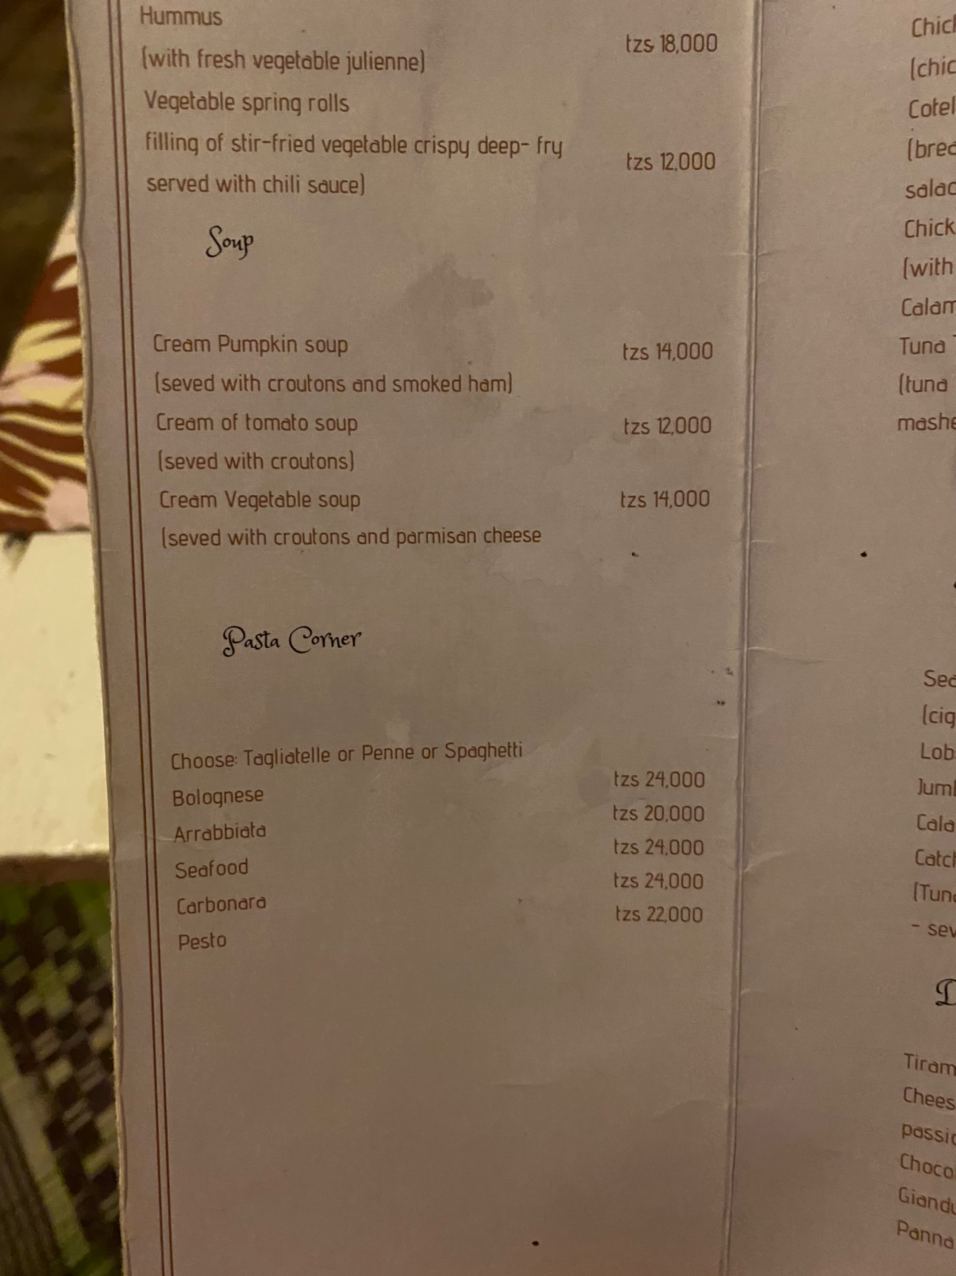 Hummus
tzs 18,000
(with fresh vegetable julienne)
Vegetable spring rolls
filling of stir-fried vegetable crispy deep- fry
tzs 12,000
served with chili sauce)
Soup
Cream Pumpkin soup tzs 14,000
(seved with croutons and smoked ham)
Cream of tomato soup tzs 12,000
(seved with croutons)
Cream Vegetable soup tzs 14,000
(seved with croutons and parmisan cheese
Pasta Corner
Choose: Tagliatelle or Penne or Spaghetti
tzs 24,000
Bolognese
tzs 20,000
Arrabbiata
tzs 24,000
Seafood
tzs 24,000
Carbonara
tzs 22,000
Pesto
(with
Tuna
(tuna